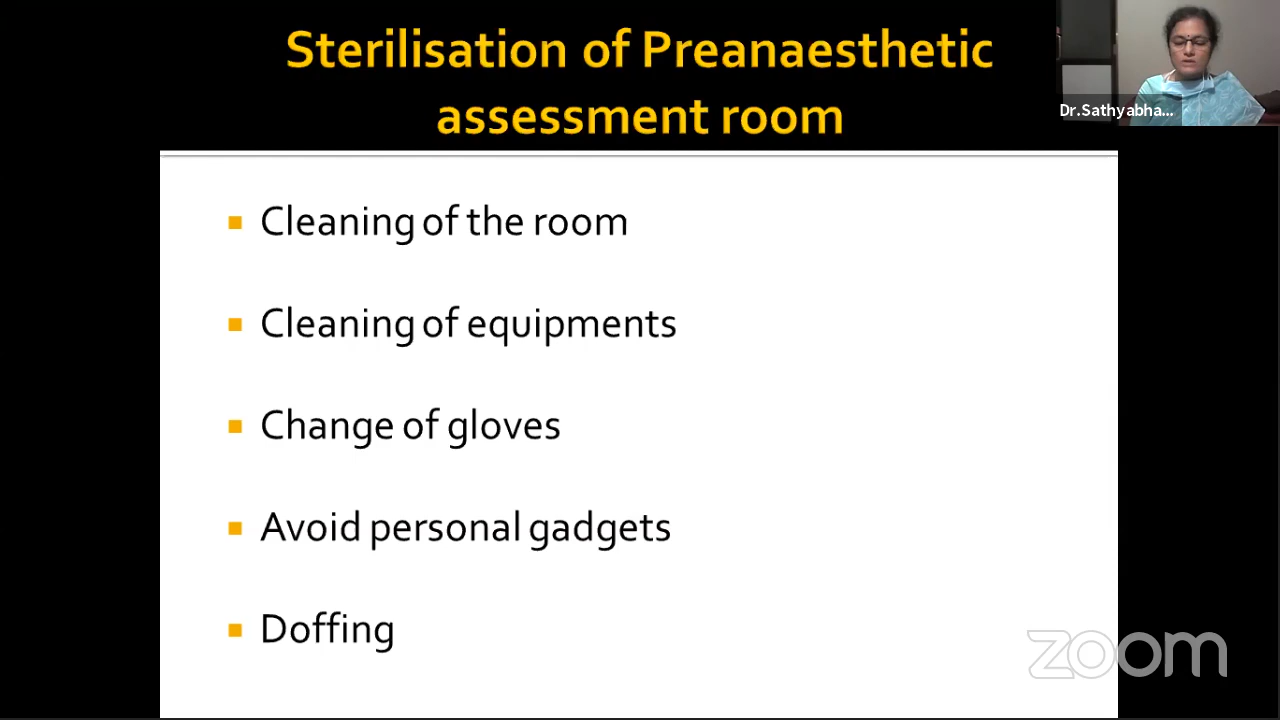 Sterilisation of Preanaesthetic
assessment room
Dr.Sathyabha...
Cleaning of the room
Cleaning of equipments
Change of gloves
Avoid personal gadgets
Doffing
zoom